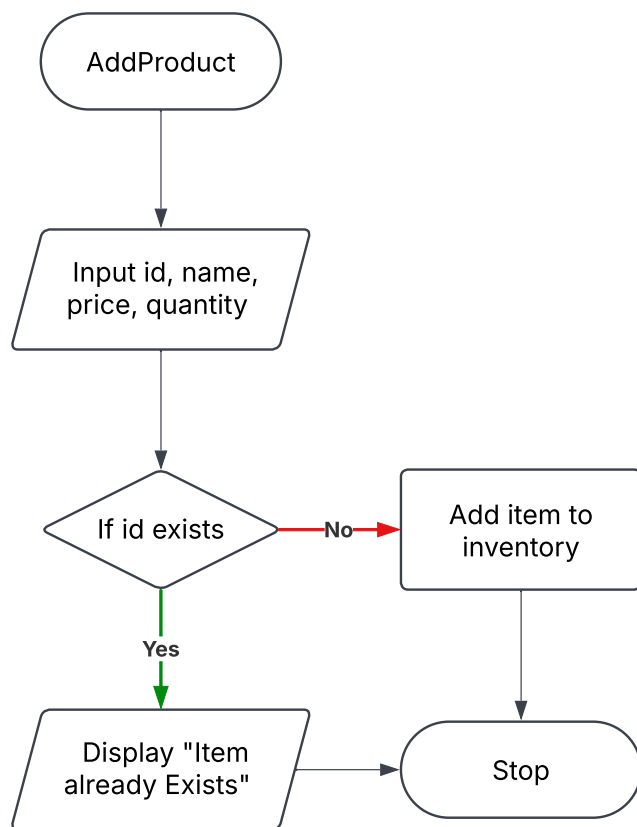 AddProduct
Input id, name,
price, quantity
If id exists
No
Add item to
inventory
Yes
Display "Item
already Exists"
Stop